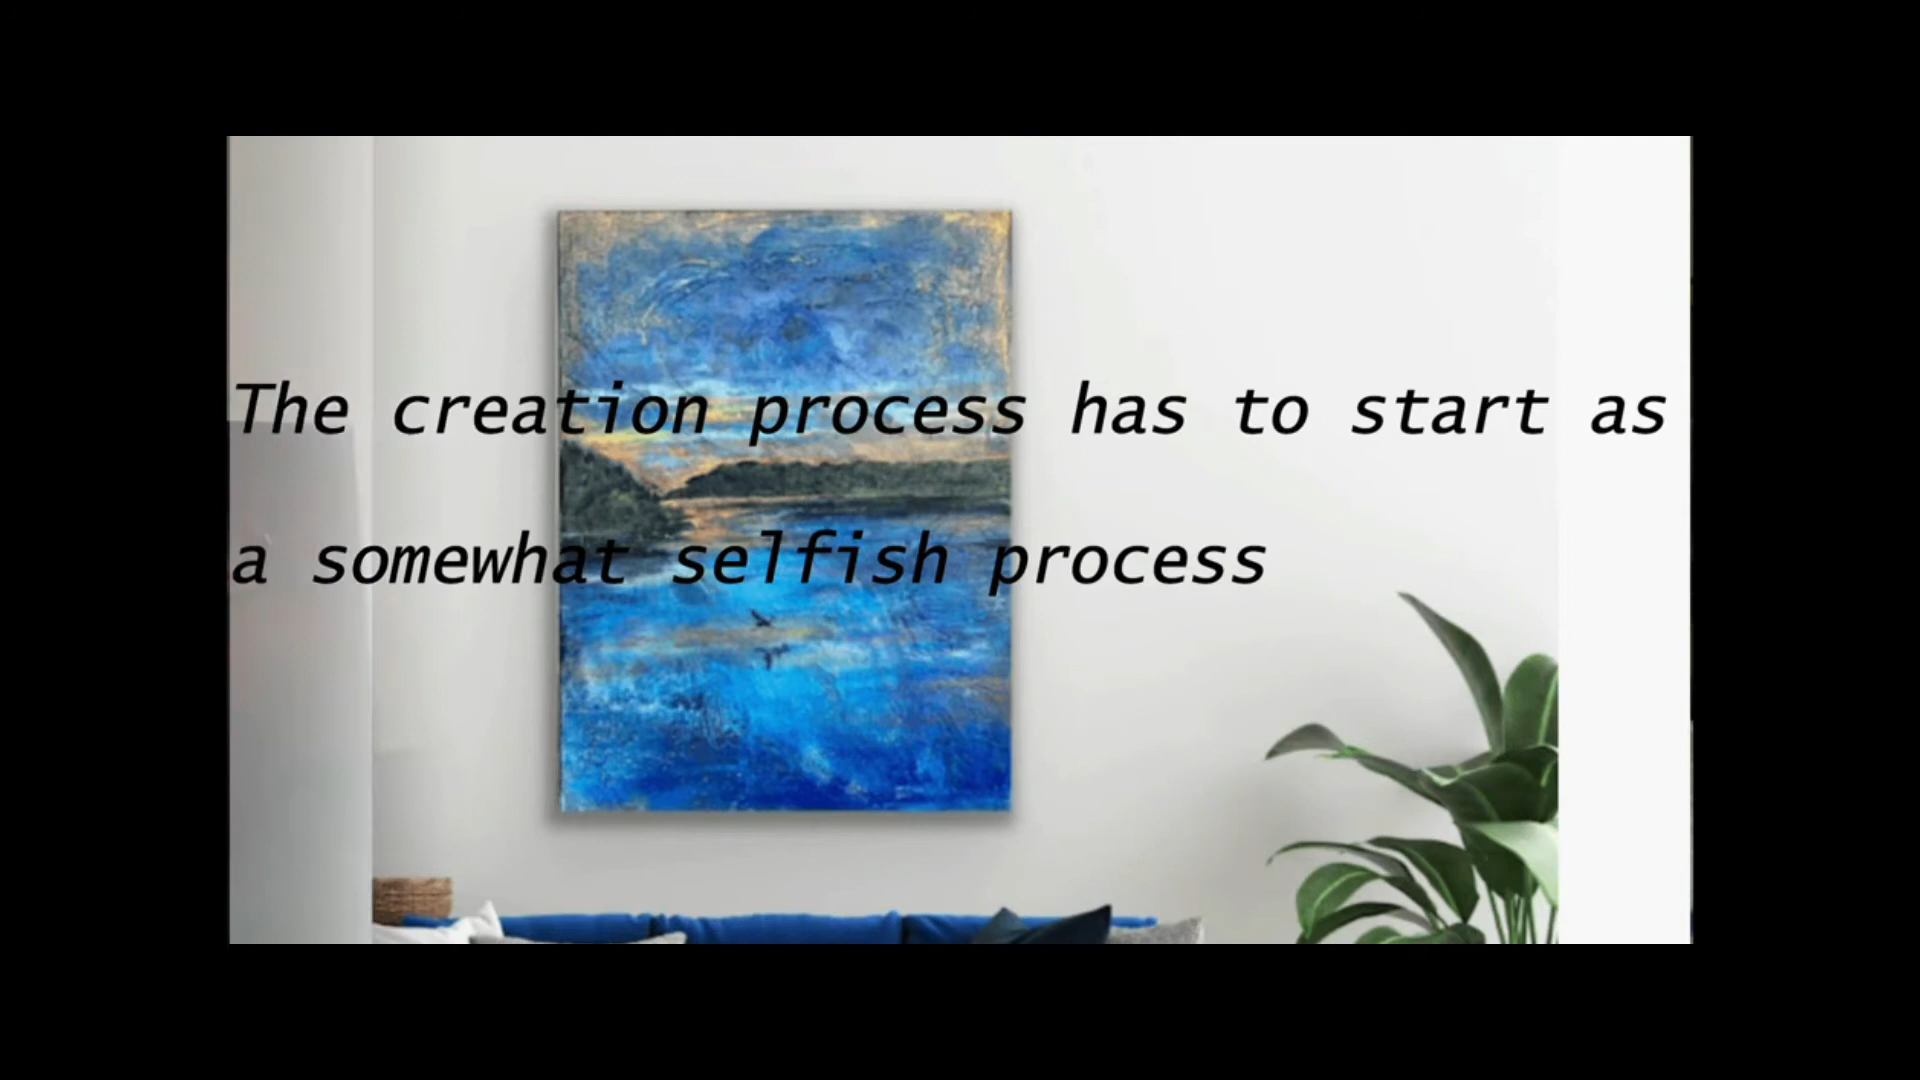 The creation process has to start as
a somewhat selfish process